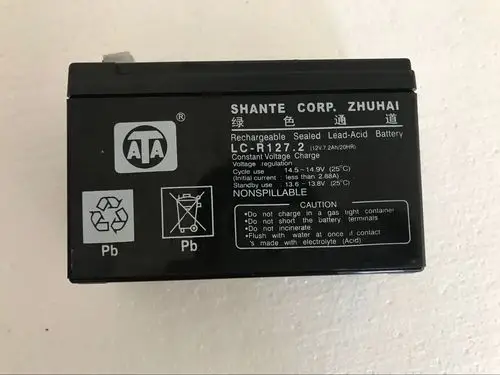 SHANTE CORP. ZHUHAI
绿色通道
Rechargeable Sealed Lead-Acid Battery
LC-R127.2 (12V,7.2Ah/20HR)
Constant Voltage Charge
Voltage regulation
Cycle use 14.5 - 14.9V (25°C)
(Initial current : less than 2.88A)
Standby use : 13.6 - 13.8V (25°C)
NONSPILLABLE
ATA ®
Pb
Pb
CAUTION
•Do not charge in a gas tight container
•Do not short the battery terminals
•Do not incinerate.
•Flush with water at once if contact
's made with electrolyte (Acid)